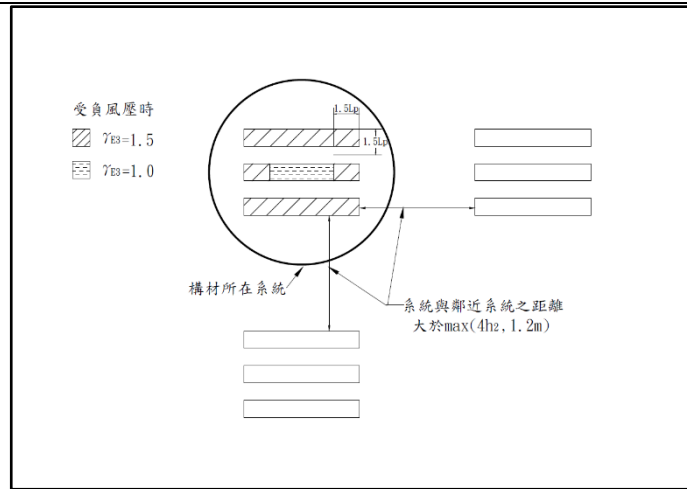 受負風壓時
γE3=1.5
γE3=1.0
1.5Lp
1.5Lp
構材所在系統
系統與鄰近系統之距離
大於max(4h2,1.2m)